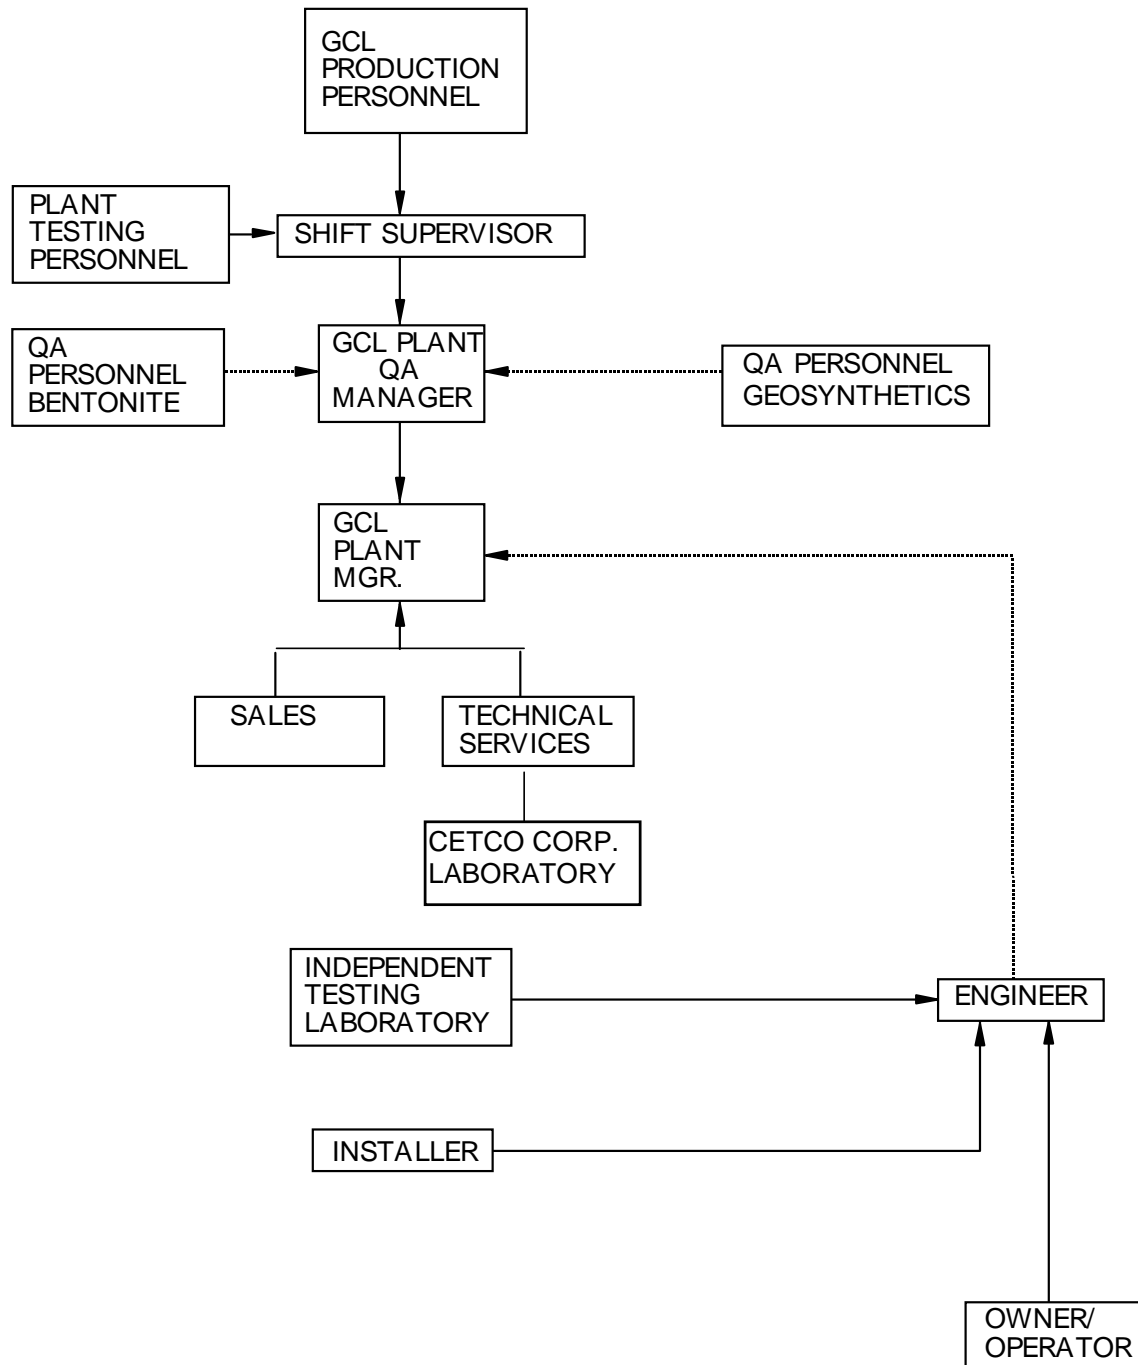 GCL
PRODUCTION
PERSONNEL
PLANT
TESTING
PERSONNEL
SHIFT SUPERVISOR
QA
PERSONNEL
BENTONITE
GCL PLANT
QA
MANAGER
QA PERSONNEL
GEOSYNTHETICS
GCL
PLANT
MGR.
SALES
TECHNICAL
SERVICES
CETCO CORP.
LABORATORY
INDEPENDENT
TESTING
LABORATORY
ENGINEER
INSTALLER
OWNER/
OPERATOR